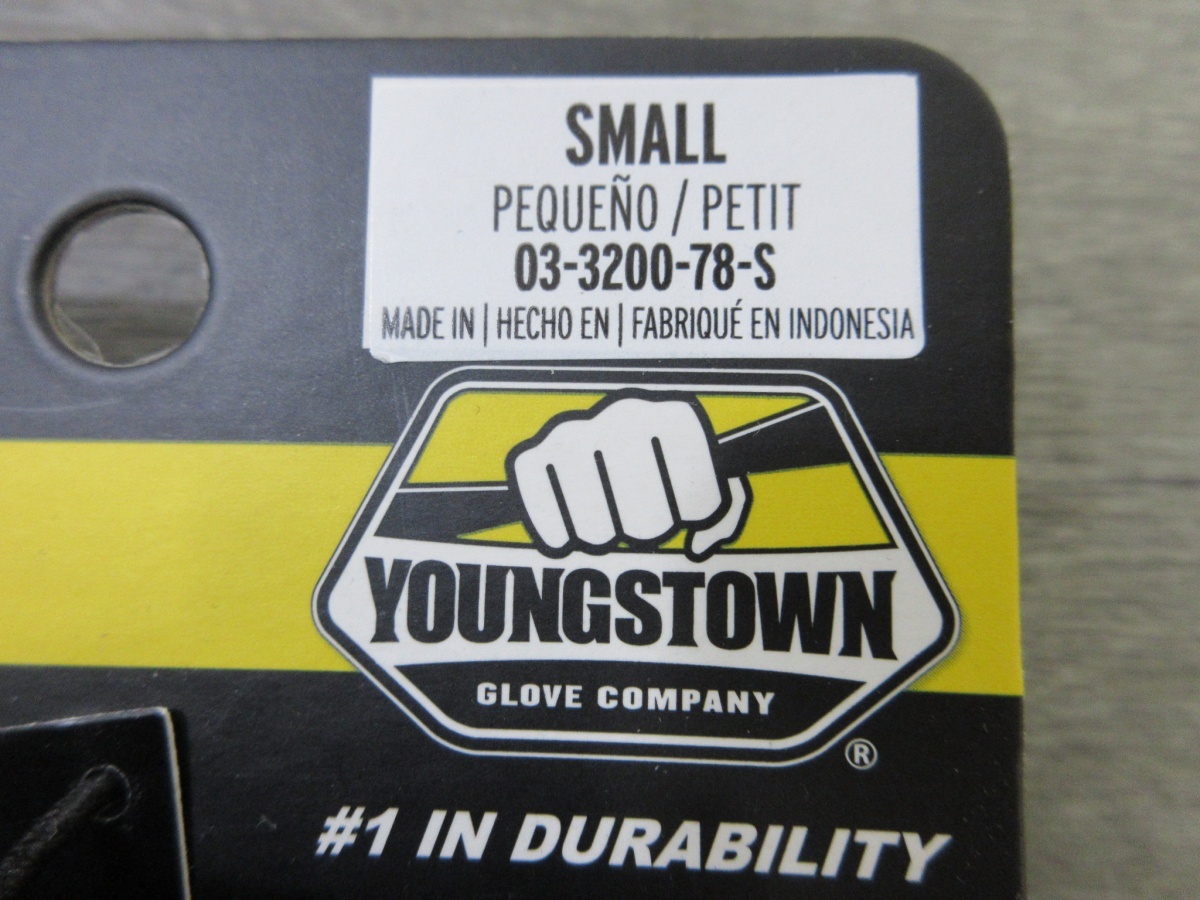 SMALL
PEQUEÑO / PETIT
03-3200-78-S
MADE IN | HECHO EN | FABRIQUÉ EN INDONESIA
YOUNGSTOWN
GLOVE COMPANY
®
#1 IN DURABILITY